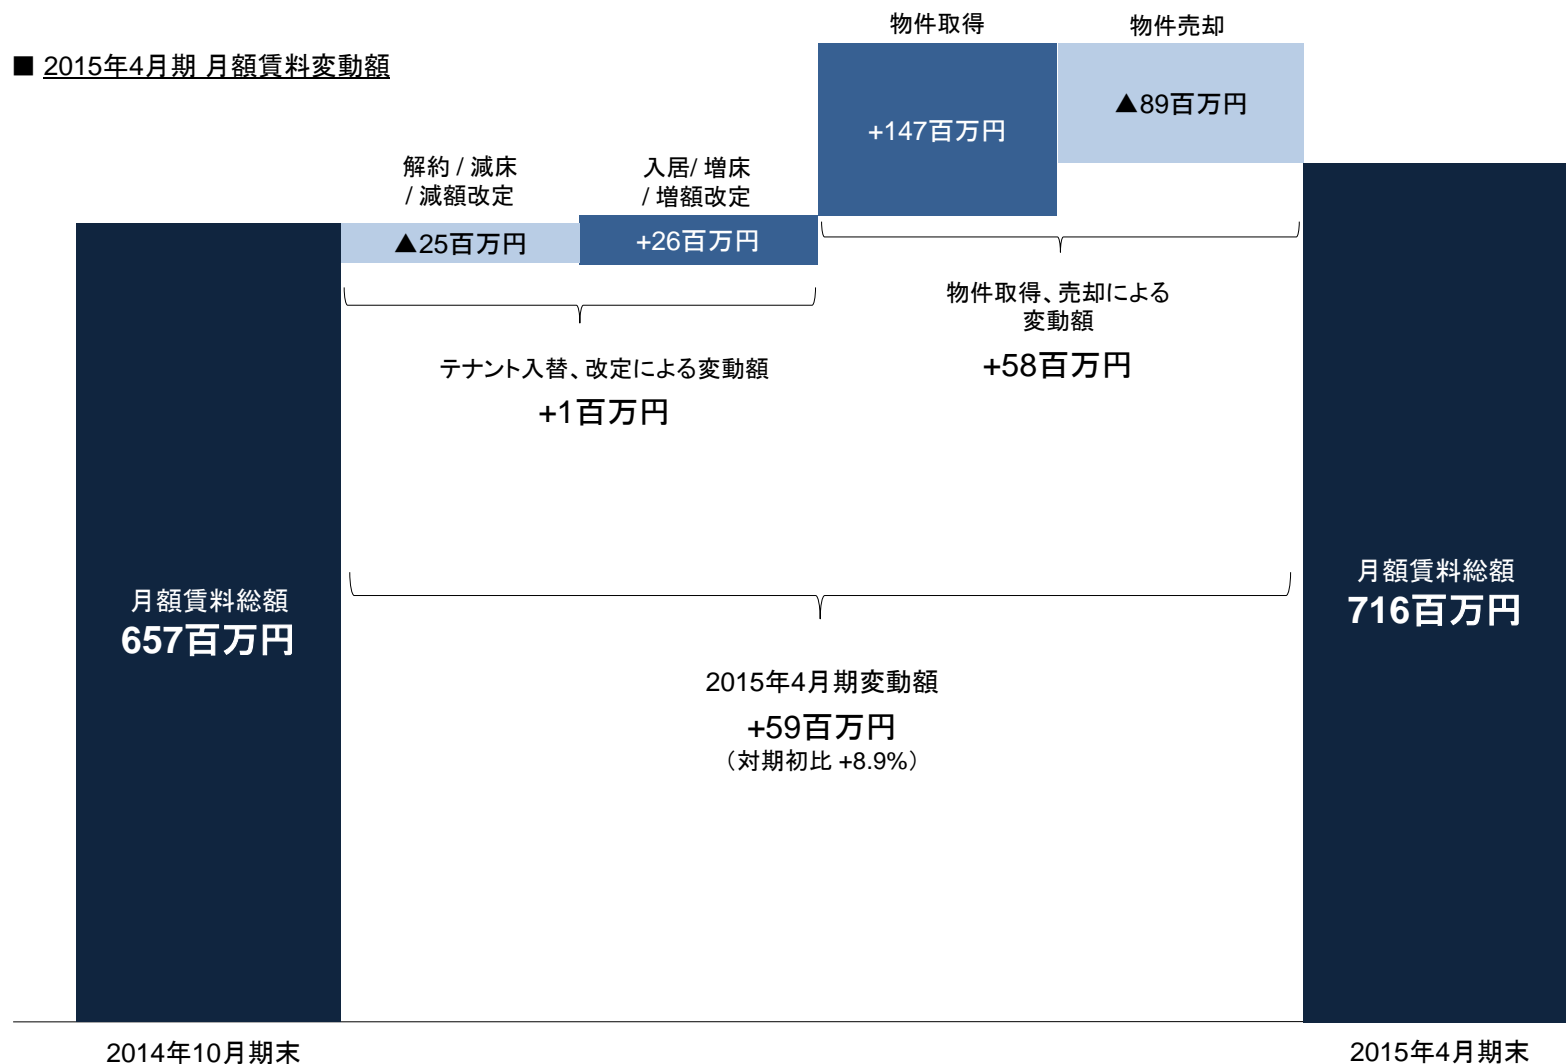 ■ 2015年4月期 月額賃料変動額
物件取得
物件売却
+147百万円
▲89百万円
解約 / 減床
/ 減額改定
入居/ 増床
/ 増額改定
▲25百万円
+26百万円
物件取得、売却による
変動額
+58百万円
テナント入替、改定による変動額
+1百万円
月額賃料総額
657百万円
月額賃料総額
716百万円
2015年4月期変動額
+59百万円
（対期初比 +8.9%）
2014年10月期末
2015年4月期末